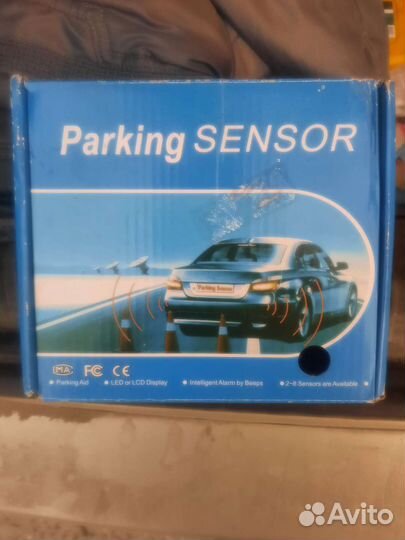 Parking SENSOR
Parking Sensor
CMA FC CE
Parking Aid LED or LCD Display Intelligent Alarm by Beeps 2~8 Sensors are Available
Avito